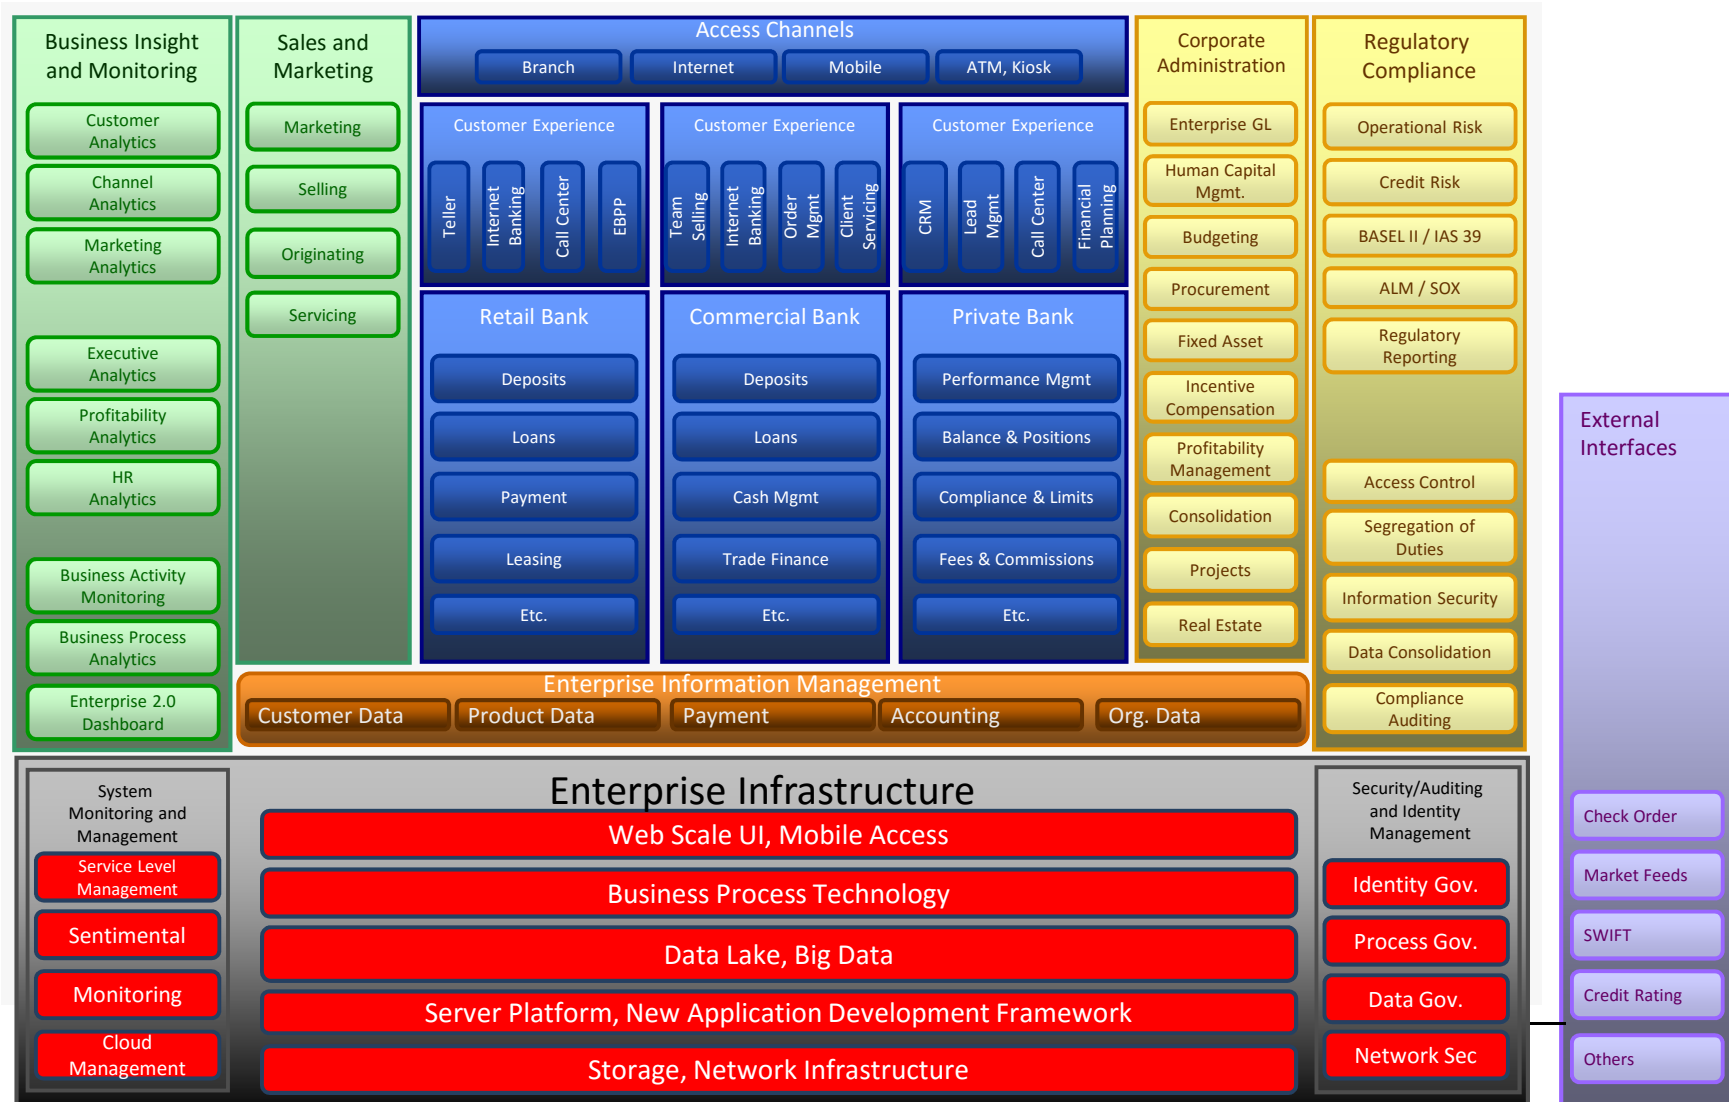 Business Insight
and Monitoring
Customer
Analytics
Channel
Analytics
Marketing
Analytics
Executive
Analytics
Profitability
Analytics
HR
Analytics
Business Activity
Monitoring
Business Process
Analytics
Enterprise 2.0
Dashboard
Sales and
Marketing
Marketing
Selling
Originating
Servicing
Access Channels
Branch
Internet
Mobile
ATM, Kiosk
Customer Experience
Teller
Internet
Banking
Call Center
EBPP
Customer Experience
Team
Selling
Internet
Banking
Order
Mgmt
Client
Servicing
Customer Experience
CRM
Lead
Mgmt
Call Center
Financial
Planning
Retail Bank
Deposits
Loans
Payment
Leasing
Etc.
Commercial Bank
Deposits
Loans
Cash Mgmt
Trade Finance
Etc.
Private Bank
Performance Mgmt
Balance & Positions
Compliance & Limits
Fees & Commissions
Etc.
Corporate
Administration
Enterprise GL
Human Capital
Mgmt.
Budgeting
Procurement
Fixed Asset
Incentive
Compensation
Profitability
Management
Consolidation
Projects
Real Estate
Regulatory
Compliance
Operational Risk
Credit Risk
BASEL II / IAS 39
ALM / SOX
Regulatory
Reporting
Access Control
Segregation of
Duties
Information Security
Data Consolidation
Compliance
Auditing
Enterprise Information Management
Customer Data
Product Data
Payment
Accounting
Org. Data
System
Monitoring and
Management
Service Level
Management
Sentimental
Monitoring
Cloud
Management
Enterprise Infrastructure
Web Scale UI, Mobile Access
Business Process Technology
Data Lake, Big Data
Server Platform, New Application Development Framework
Storage, Network Infrastructure
Security/Auditing
and Identity
Management
Identity Gov.
Process Gov.
Data Gov.
Network Sec
External
Interfaces
Check Order
Market Feeds
SWIFT
Credit Rating
Others